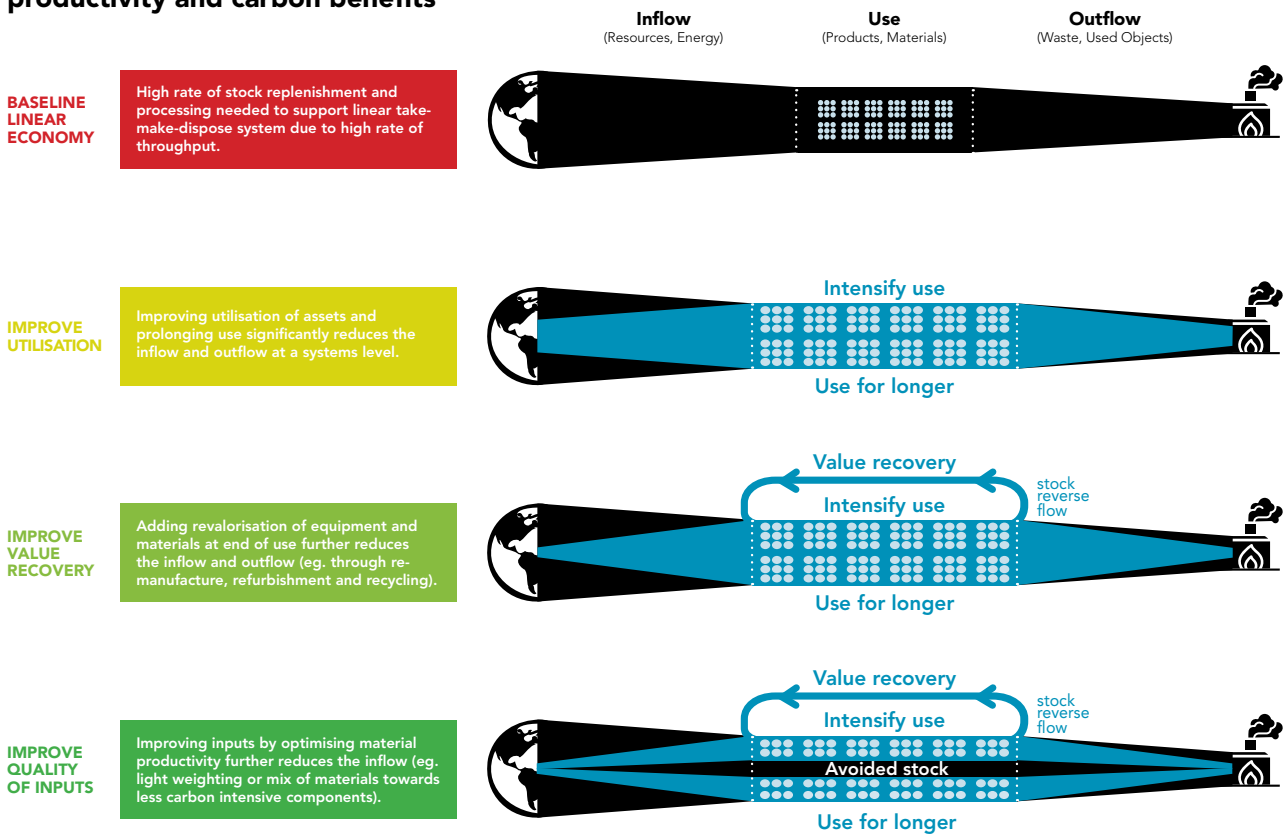 productivity and carbon benefits
Inflow
(Resources, Energy)
Use
(Products, Materials)
Outflow
(Waste, Used Objects)
BASELINE
LINEAR
ECONOMY
High rate of stock replenishment and
processing needed to support linear take-
make-dispose system due to high rate of
throughput.
IMPROVE
UTILISATION
Improving utilisation of assets and
prolonging use significantly reduces the
inflow and outflow at a systems level.
Intensify use
Use for longer
IMPROVE
VALUE
RECOVERY
Adding revalorisation of equipment and
materials at end of use further reduces
the inflow and outflow (eg. through re-
manufacture, refurbishment and recycling).
Value recovery
Intensify use
stock
reverse
flow
Use for longer
IMPROVE
QUALITY
OF INPUTS
Improving inputs by optimising material
productivity further reduces the inflow (eg.
light weighting or mix of materials towards
less carbon intensive components).
Value recovery
Intensify use
stock
reverse
flow
Avoided stock
Use for longer